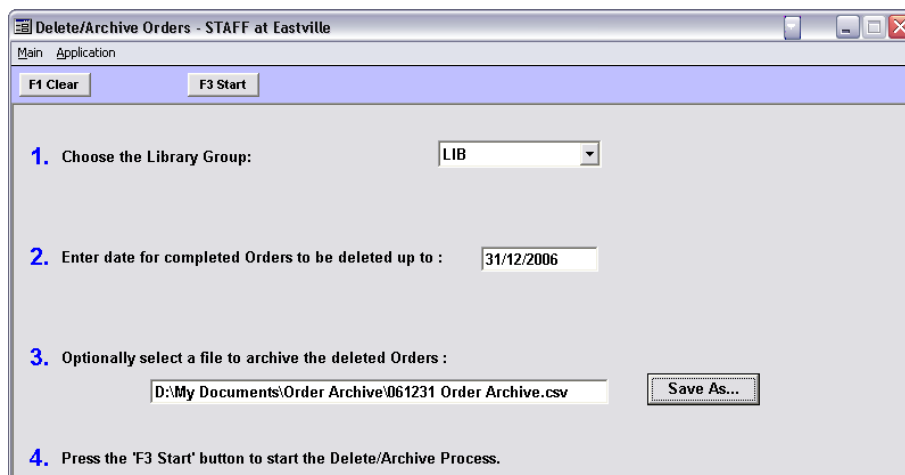 Delete/Archive Orders - STAFF at Eastville
Main Application
F1 Clear F3 Start
1. Choose the Library Group: LIB
2. Enter date for completed Orders to be deleted up to : 31/12/2006
3. Optionally select a file to archive the deleted Orders :
D:\My Documents\Order Archive\061231 Order Archive.csv Save As...
4. Press the 'F3 Start' button to start the Delete/Archive Process.